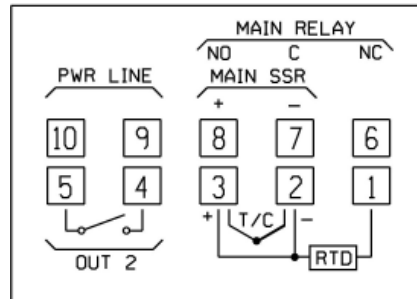 MAIN RELAY
NO C NC
PWR LINE MAIN SSR
+ −
10 9 8 7 6
5 4 3 2 1
+ T/C −
OUT 2 RTD